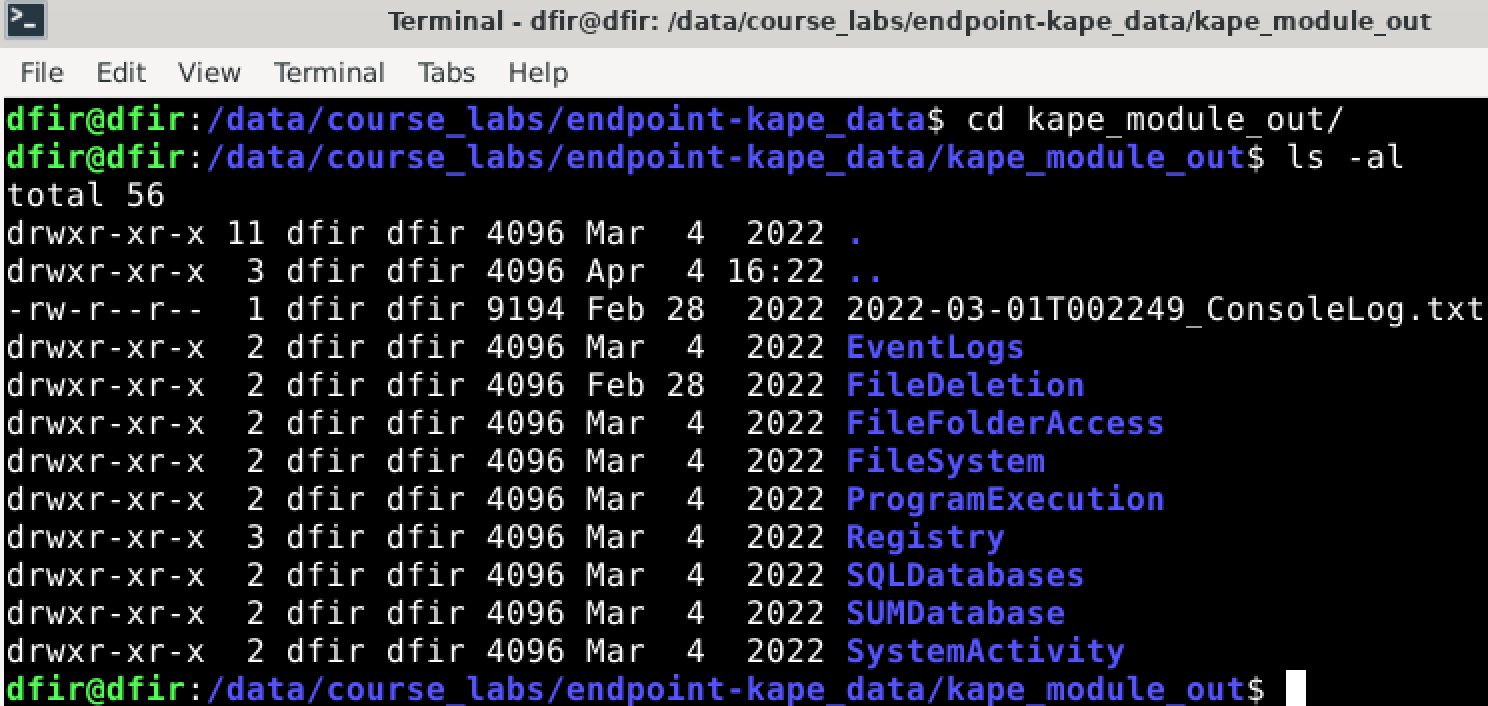 Terminal - dfir@dfir: /data/course_labs/endpoint-kape_data/kape_module_out
File Edit View Terminal Tabs Help
dfir@dfir:/data/course_labs/endpoint-kape_data$ cd kape_module_out/
dfir@dfir:/data/course_labs/endpoint-kape_data/kape_module_out$ ls -al
total 56
drwxr-xr-x 11 dfir dfir 4096 Mar  4  2022 .
drwxr-xr-x  3 dfir dfir 4096 Apr  4 16:22 ..
-rw-r--r--  1 dfir dfir 9194 Feb 28  2022 2022-03-01T002249_ConsoleLog.txt
drwxr-xr-x  2 dfir dfir 4096 Mar  4  2022 EventLogs
drwxr-xr-x  2 dfir dfir 4096 Feb 28  2022 FileDeletion
drwxr-xr-x  2 dfir dfir 4096 Mar  4  2022 FileFolderAccess
drwxr-xr-x  2 dfir dfir 4096 Mar  4  2022 FileSystem
drwxr-xr-x  2 dfir dfir 4096 Mar  4  2022 ProgramExecution
drwxr-xr-x  3 dfir dfir 4096 Mar  4  2022 Registry
drwxr-xr-x  2 dfir dfir 4096 Mar  4  2022 SQLDatabases
drwxr-xr-x  2 dfir dfir 4096 Mar  4  2022 SUMDatabase
drwxr-xr-x  2 dfir dfir 4096 Mar  4  2022 SystemActivity
dfir@dfir:/data/course_labs/endpoint-kape_data/kape_module_out$